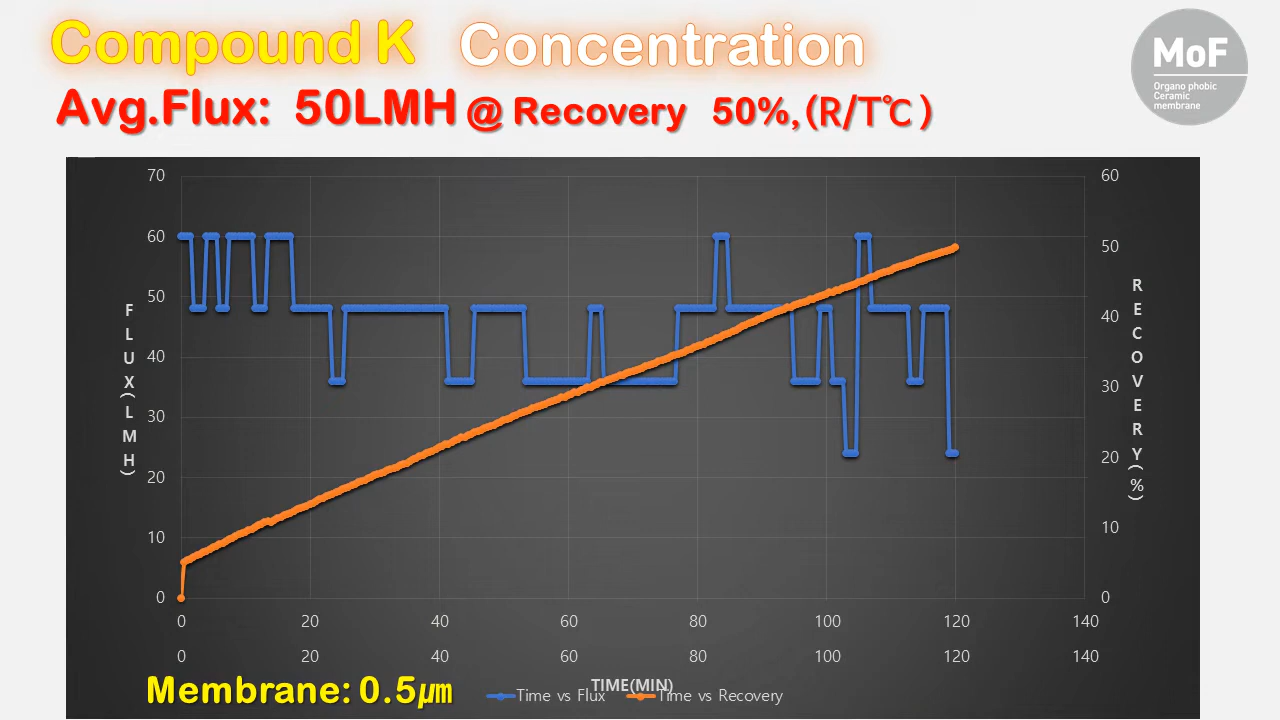 Compound K Concentration
Avg.Flux: 50LMH @ Recovery 50%,(R/T℃)
MoF
Organo phobic
Ceramic
membrane
70
60
50
40
30
20
10
0
FLUX(LMH)
60
50
40
30
20
10
0
RECOVERY(%)
0 20 40 60 80 100 120 140
0 20 40 60 80 100 120 140
TIME(MIN)
Membrane: 0.5㎛
Time vs Flux Time vs Recovery